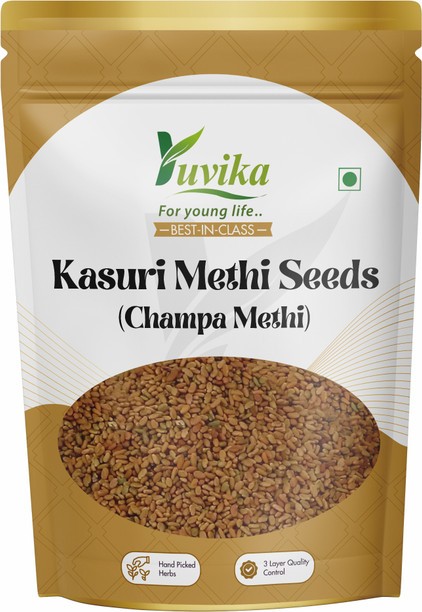 Yuvika
For young life..
BEST-IN-CLASS
Kasuri Methi Seeds
(Champa Methi)
Hand Picked
Herbs
3 Layer Quality
Control